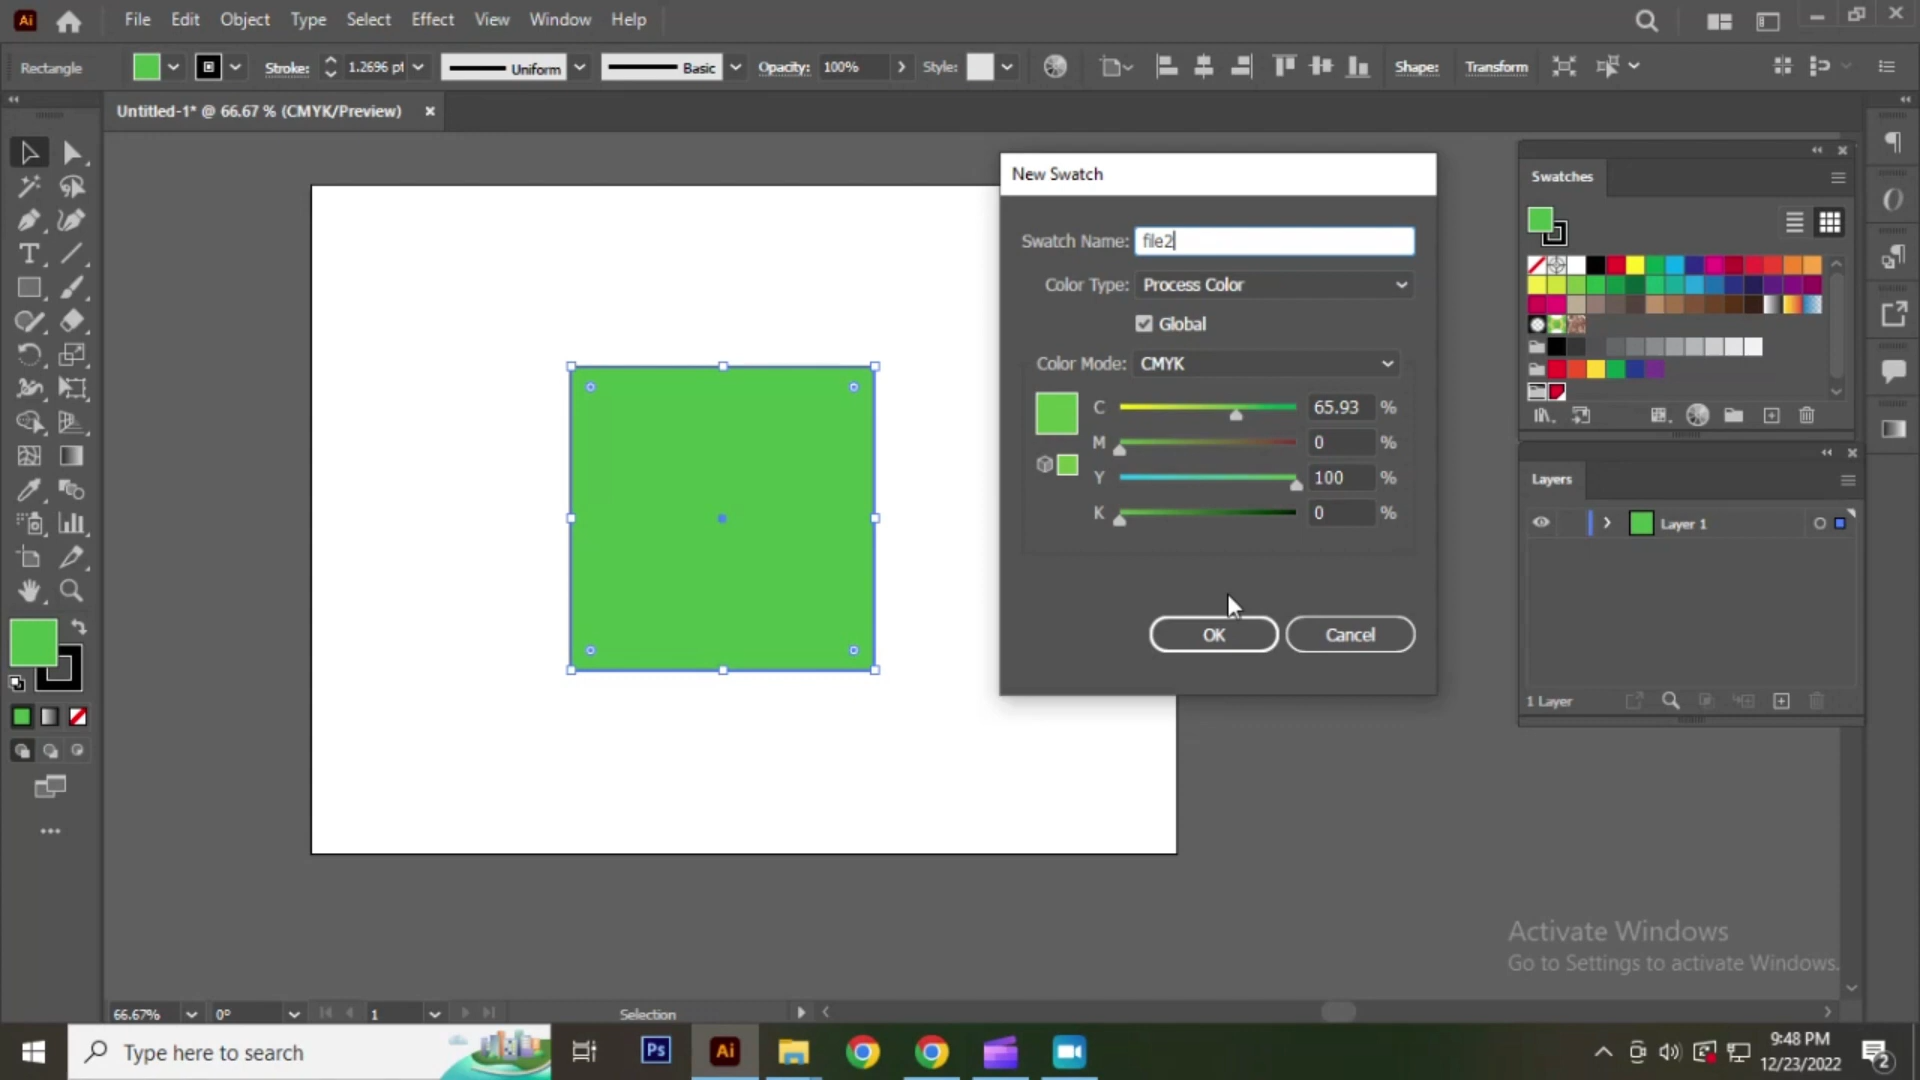 Ai File Edit Object Type Select Effect View Window Help
Rectangle Stroke: 1.2696 pt Uniform Basic Opacity: 100% Style: Shape: Transform
Untitled-1* @ 66.67 % (CMYK/Preview)
New Swatch
Swatch Name: file2
Color Type: Process Color
Global
Color Mode: CMYK
C 65.93 %
M 0 %
Y 100 %
K 0 %
OK Cancel
Swatches
Layers
Layer 1
1 Layer
Activate Windows
Go to Settings to activate Windows.
66.67% 0° 1 Selection
Type here to search
Ps Ai
9:48 PM
12/23/2022
2